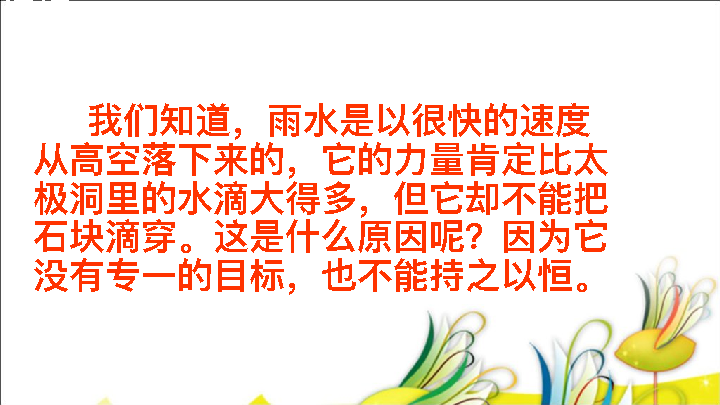 我们知道，雨水是以很快的速度
从高空落下来的，它的力量肯定比太
极洞里的水滴大得多，但它却不能把
石块滴穿。这是什么原因呢？因为它
没有专一的目标，也不能持之以恒。